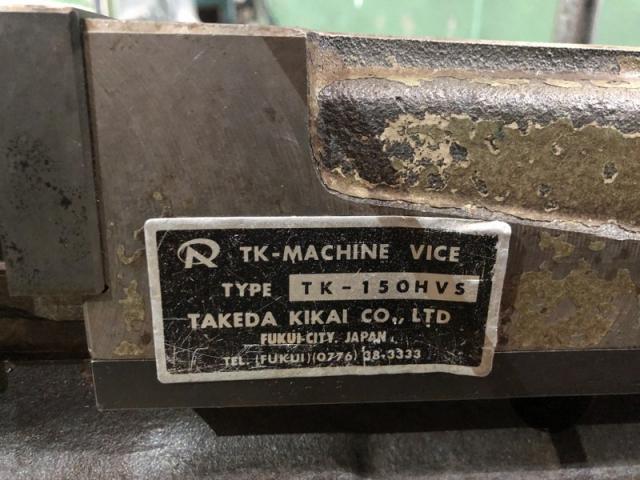 TK-MACHINE VICE
TYPE TK-150HVS
TAKEDA KIKAI CO., LTD
FUKUI-CITY. JAPAN.
TEL. (FUKUI)(0776) 38-3333